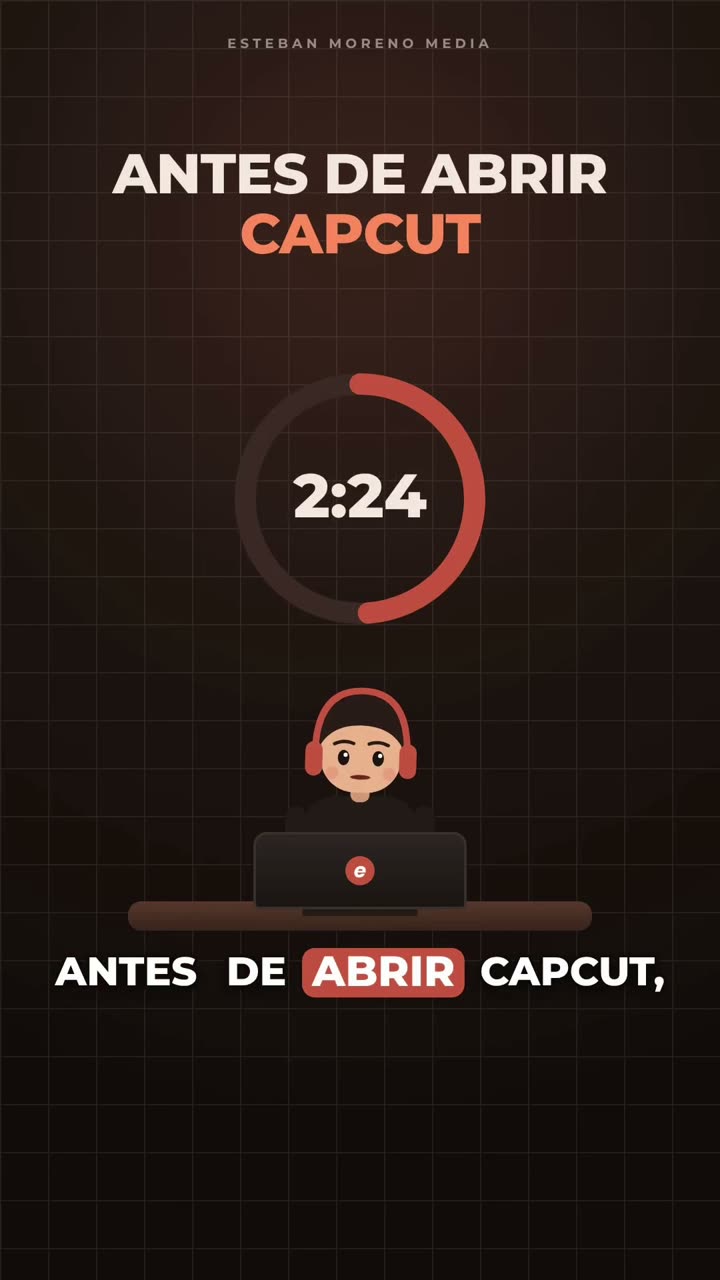 ESTEBAN MORENO MEDIA
ANTES DE ABRIR
CAPCUT
2:24
e
ANTES DE ABRIR CAPCUT,